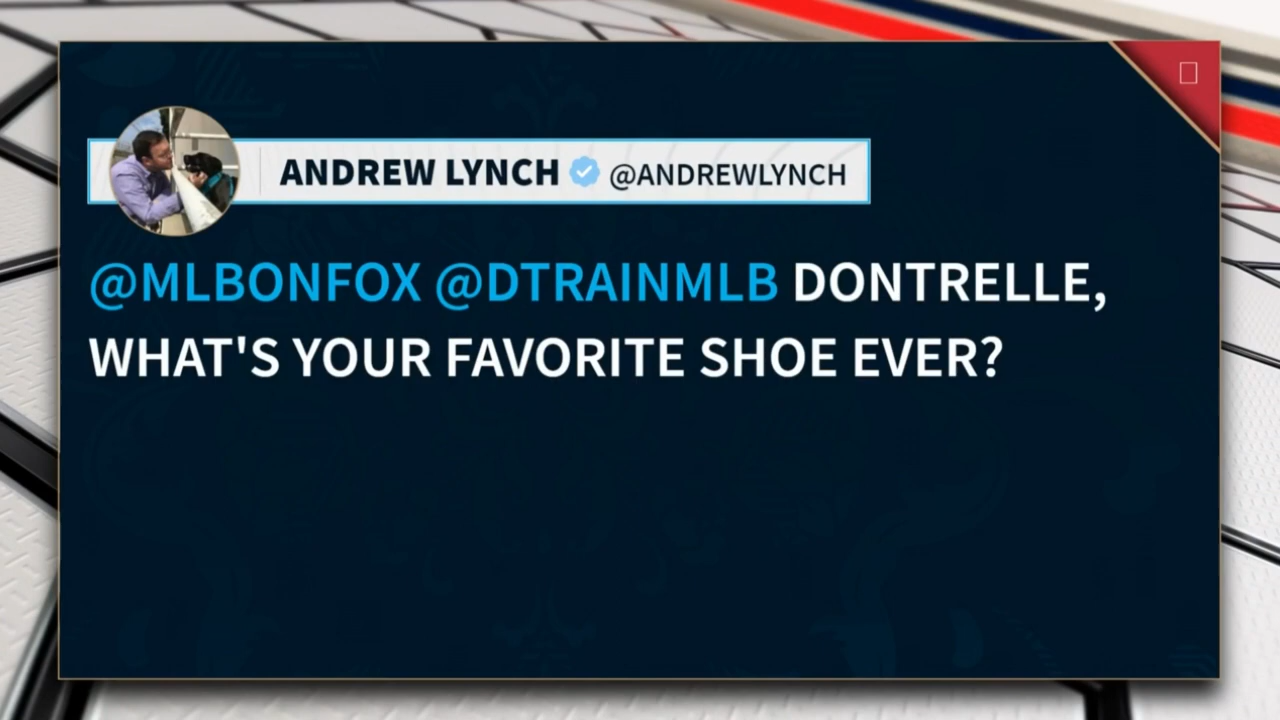 ANDREW LYNCH @ANDREWLYNCH
@MLBONFOX @DTRAINMLB DONTRELLE,
WHAT'S YOUR FAVORITE SHOE EVER?